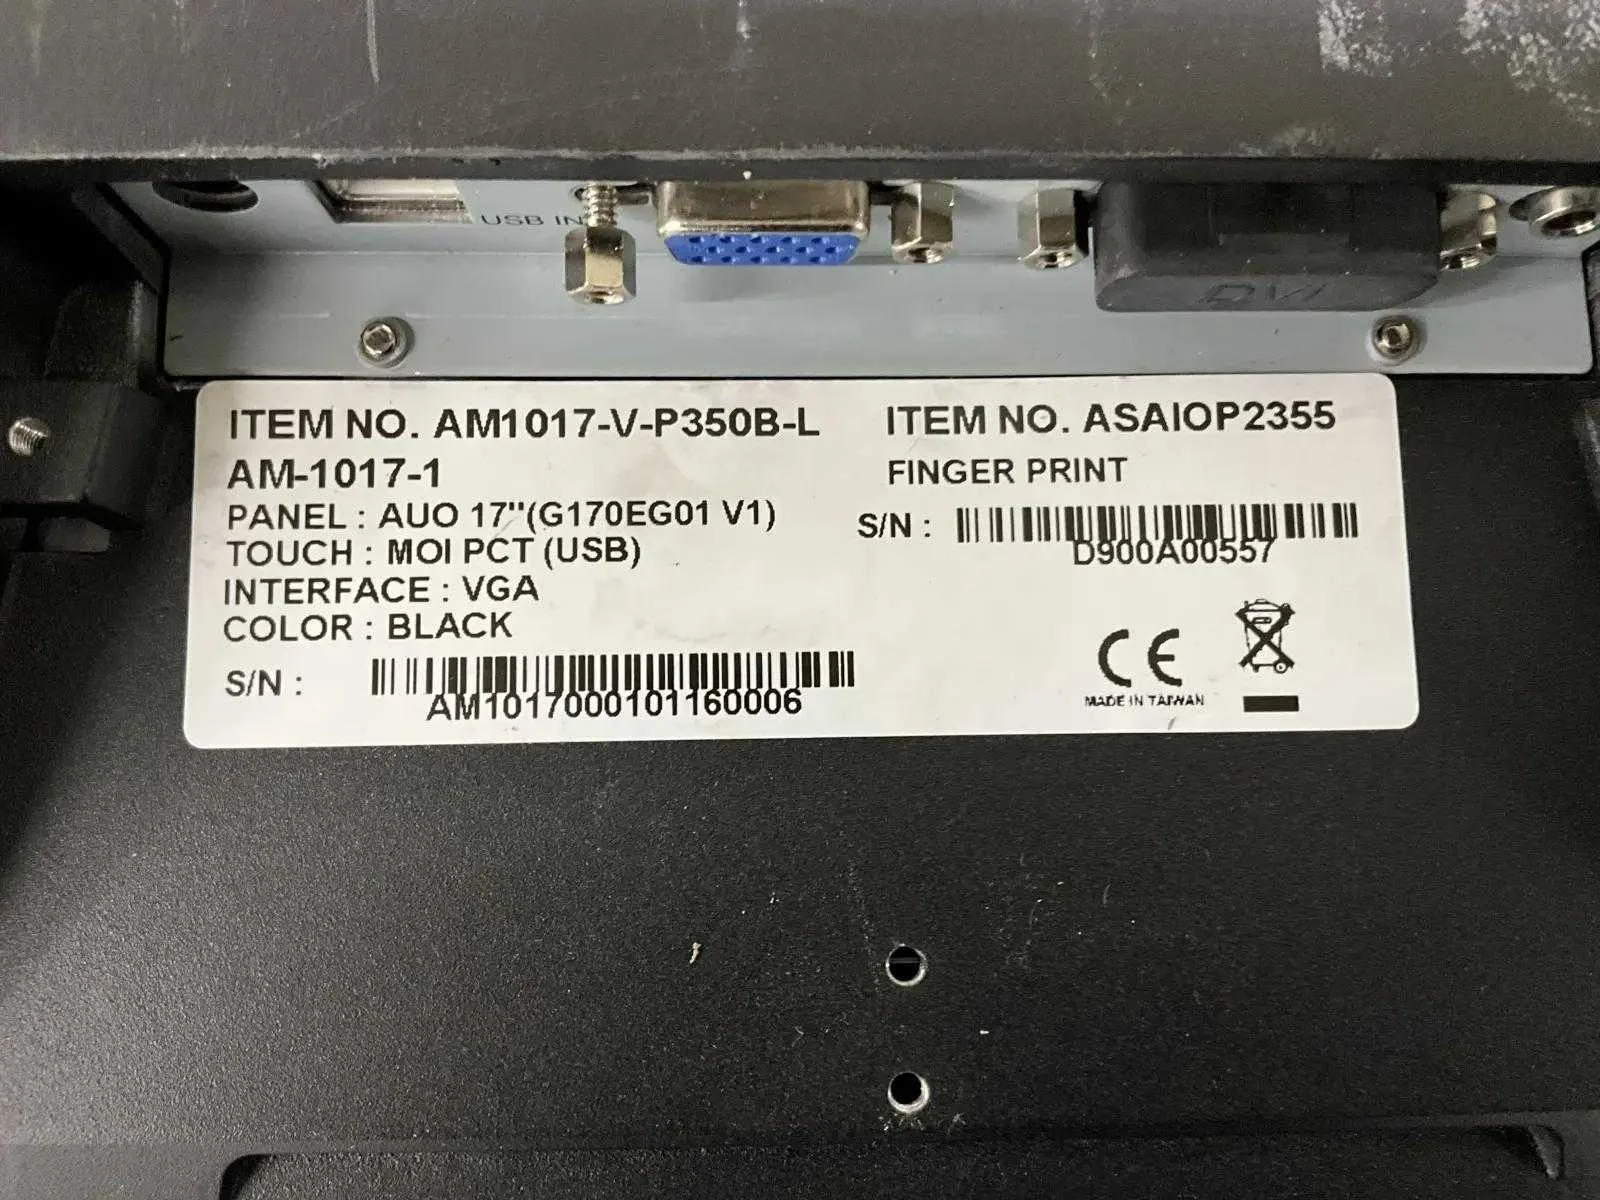 USB IN
DVI
ITEM NO. AM1017-V-P350B-L
AM-1017-1
PANEL : AUO 17"(G170EG01 V1)
TOUCH : MOI PCT (USB)
INTERFACE : VGA
COLOR : BLACK
S/N :
AM1017000101160006
ITEM NO. ASAIOP2355
FINGER PRINT
S/N :
D900A00557
CE
MADE IN TAIWAN